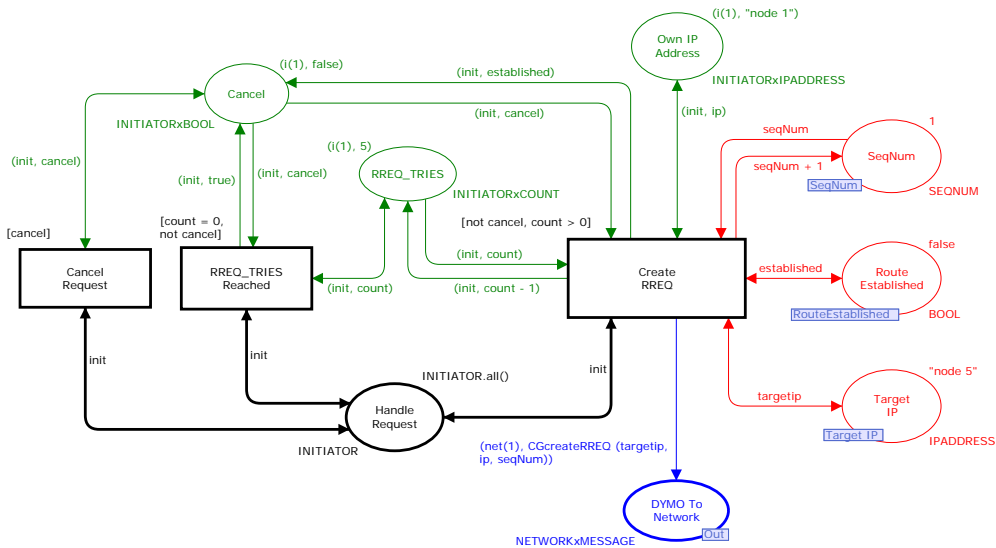 (i(1), "node 1")
Own IP
Address
(i(1), false)
(init, established)
INITIATORxIPADDRESS
Cancel
(init, cancel)
(init, ip)
INITIATORxBOOL
1
seqNum
(i(1), 5)
SeqNum
(init, cancel)
seqNum + 1
(init, true)
(init, cancel)
RREQ_TRIES
SeqNum
SEQNUM
INITIATORxCOUNT
[cancel]
[count = 0,
not cancel]
[not cancel, count > 0]
false
Cancel
Request
RREQ_TRIES
Reached
(init, count)
Create
RREQ
established
Route
Established
(init, count)
(init, count - 1)
RouteEstablished
BOOL
init
init
INITIATOR.all()
init
"node 5"
targetip
Target
IP
Handle
Request
Target IP
IPADDRESS
INITIATOR
(net(1), CGcreateRREQ (targetip,
ip, seqNum))
DYMO To
Network
Out
NETWORKxMESSAGE